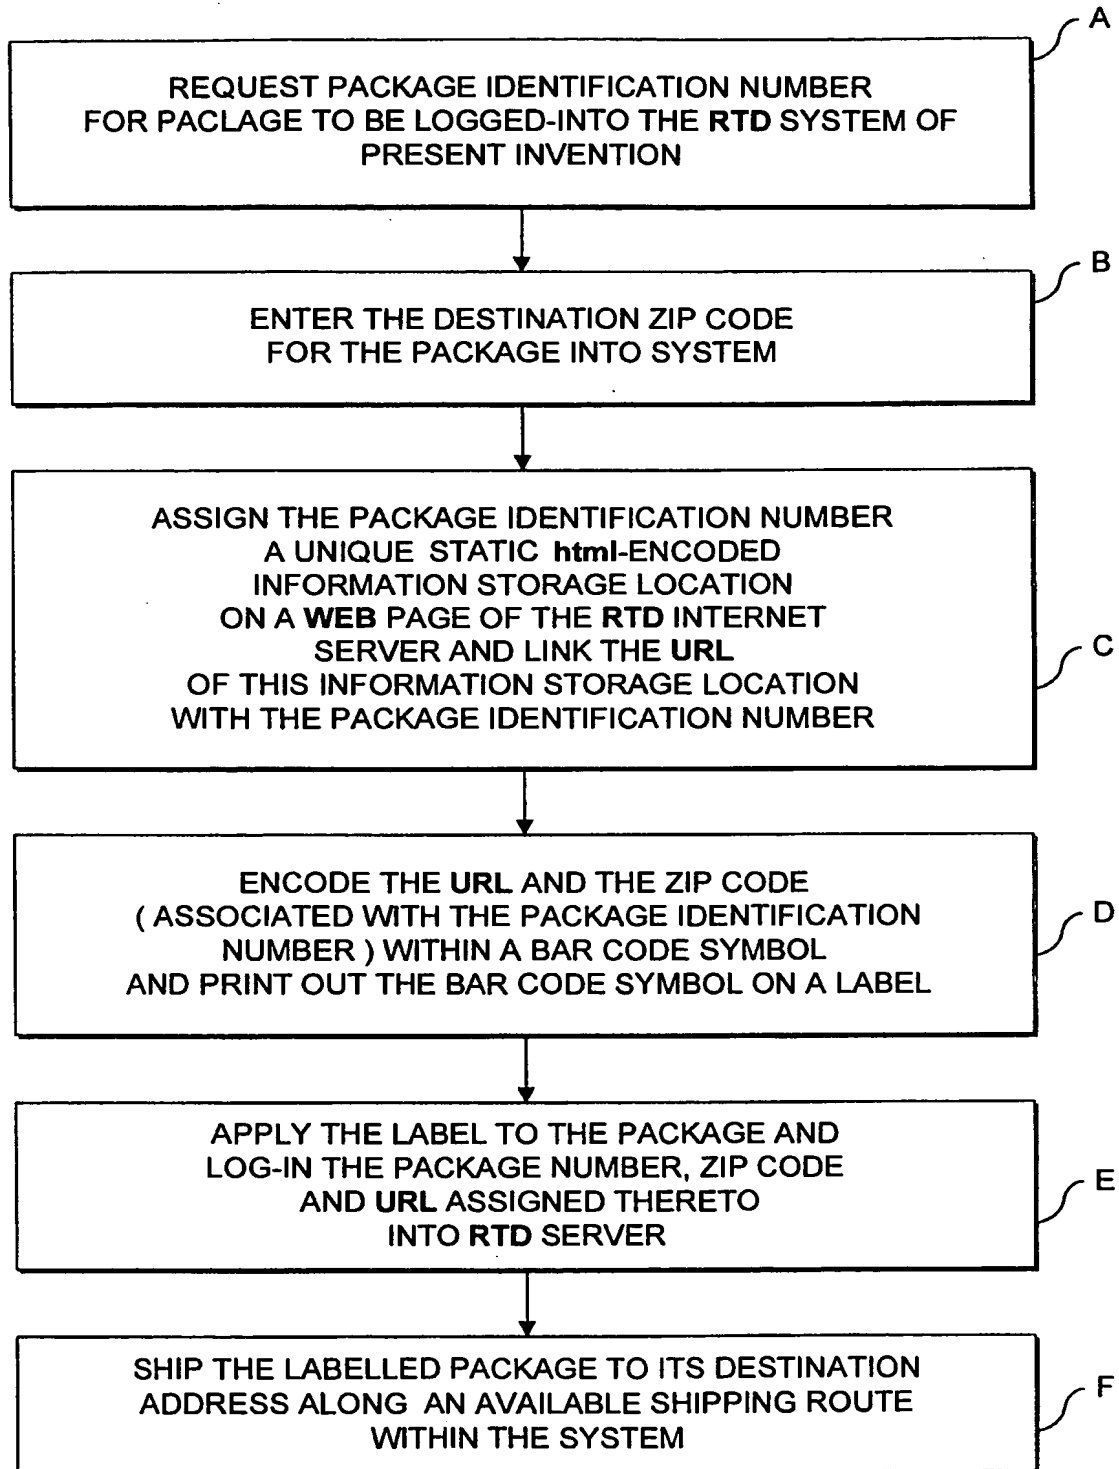 A
REQUEST PACKAGE IDENTIFICATION NUMBER
FOR PACLAGE TO BE LOGGED-INTO THE RTD SYSTEM OF
PRESENT INVENTION
B
ENTER THE DESTINATION ZIP CODE
FOR THE PACKAGE INTO SYSTEM
C
ASSIGN THE PACKAGE IDENTIFICATION NUMBER
A UNIQUE STATIC html-ENCODED
INFORMATION STORAGE LOCATION
ON A WEB PAGE OF THE RTD INTERNET
SERVER AND LINK THE URL
OF THIS INFORMATION STORAGE LOCATION
WITH THE PACKAGE IDENTIFICATION NUMBER
D
ENCODE THE URL AND THE ZIP CODE
( ASSOCIATED WITH THE PACKAGE IDENTIFICATION
NUMBER ) WITHIN A BAR CODE SYMBOL
AND PRINT OUT THE BAR CODE SYMBOL ON A LABEL
E
APPLY THE LABEL TO THE PACKAGE AND
LOG-IN THE PACKAGE NUMBER, ZIP CODE
AND URL ASSIGNED THERETO
INTO RTD SERVER
F
SHIP THE LABELLED PACKAGE TO ITS DESTINATION
ADDRESS ALONG AN AVAILABLE SHIPPING ROUTE
WITHIN THE SYSTEM